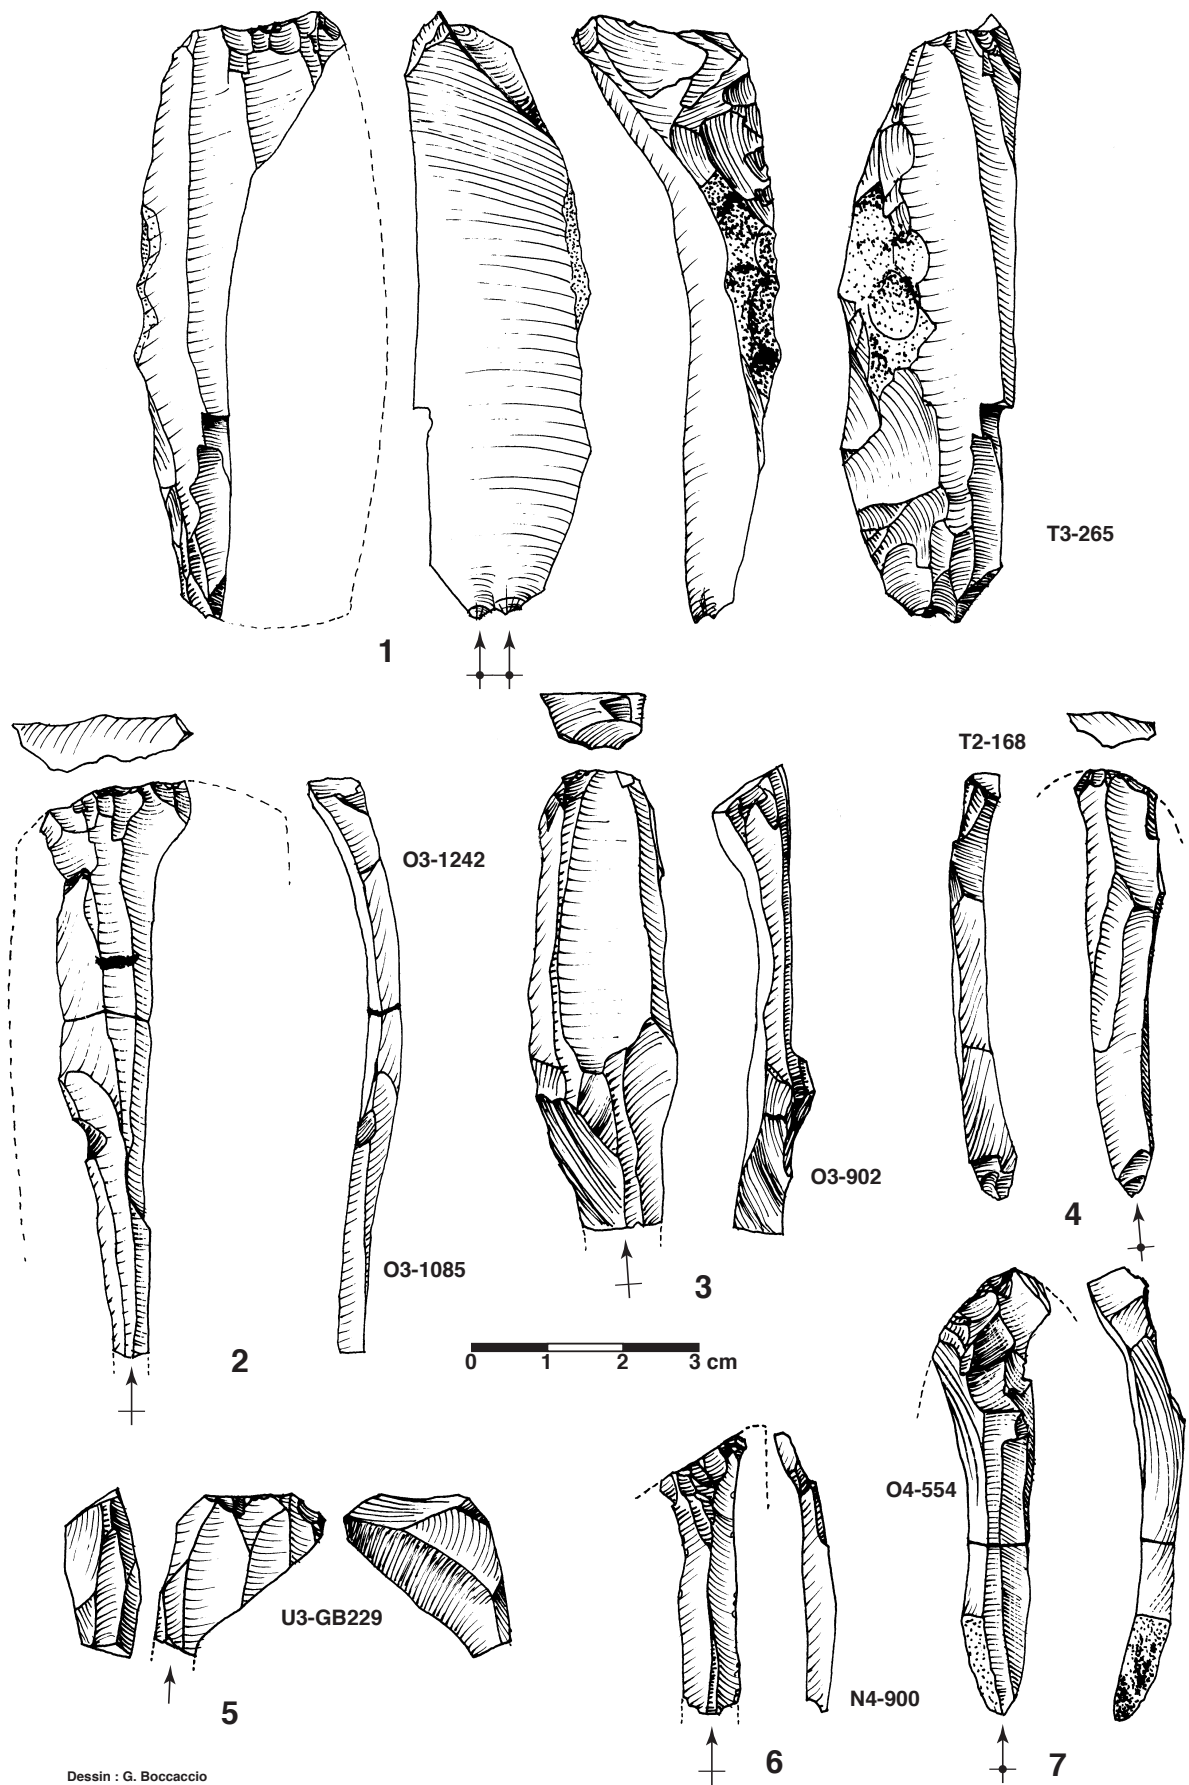 T3-265
1
T2-168
O3-1242
O3-902
4
O3-1085
3
2
0 1 2 3 cm
O4-554
U3-GB229
N4-900
5
6
7
Dessin : G. Boccaccio